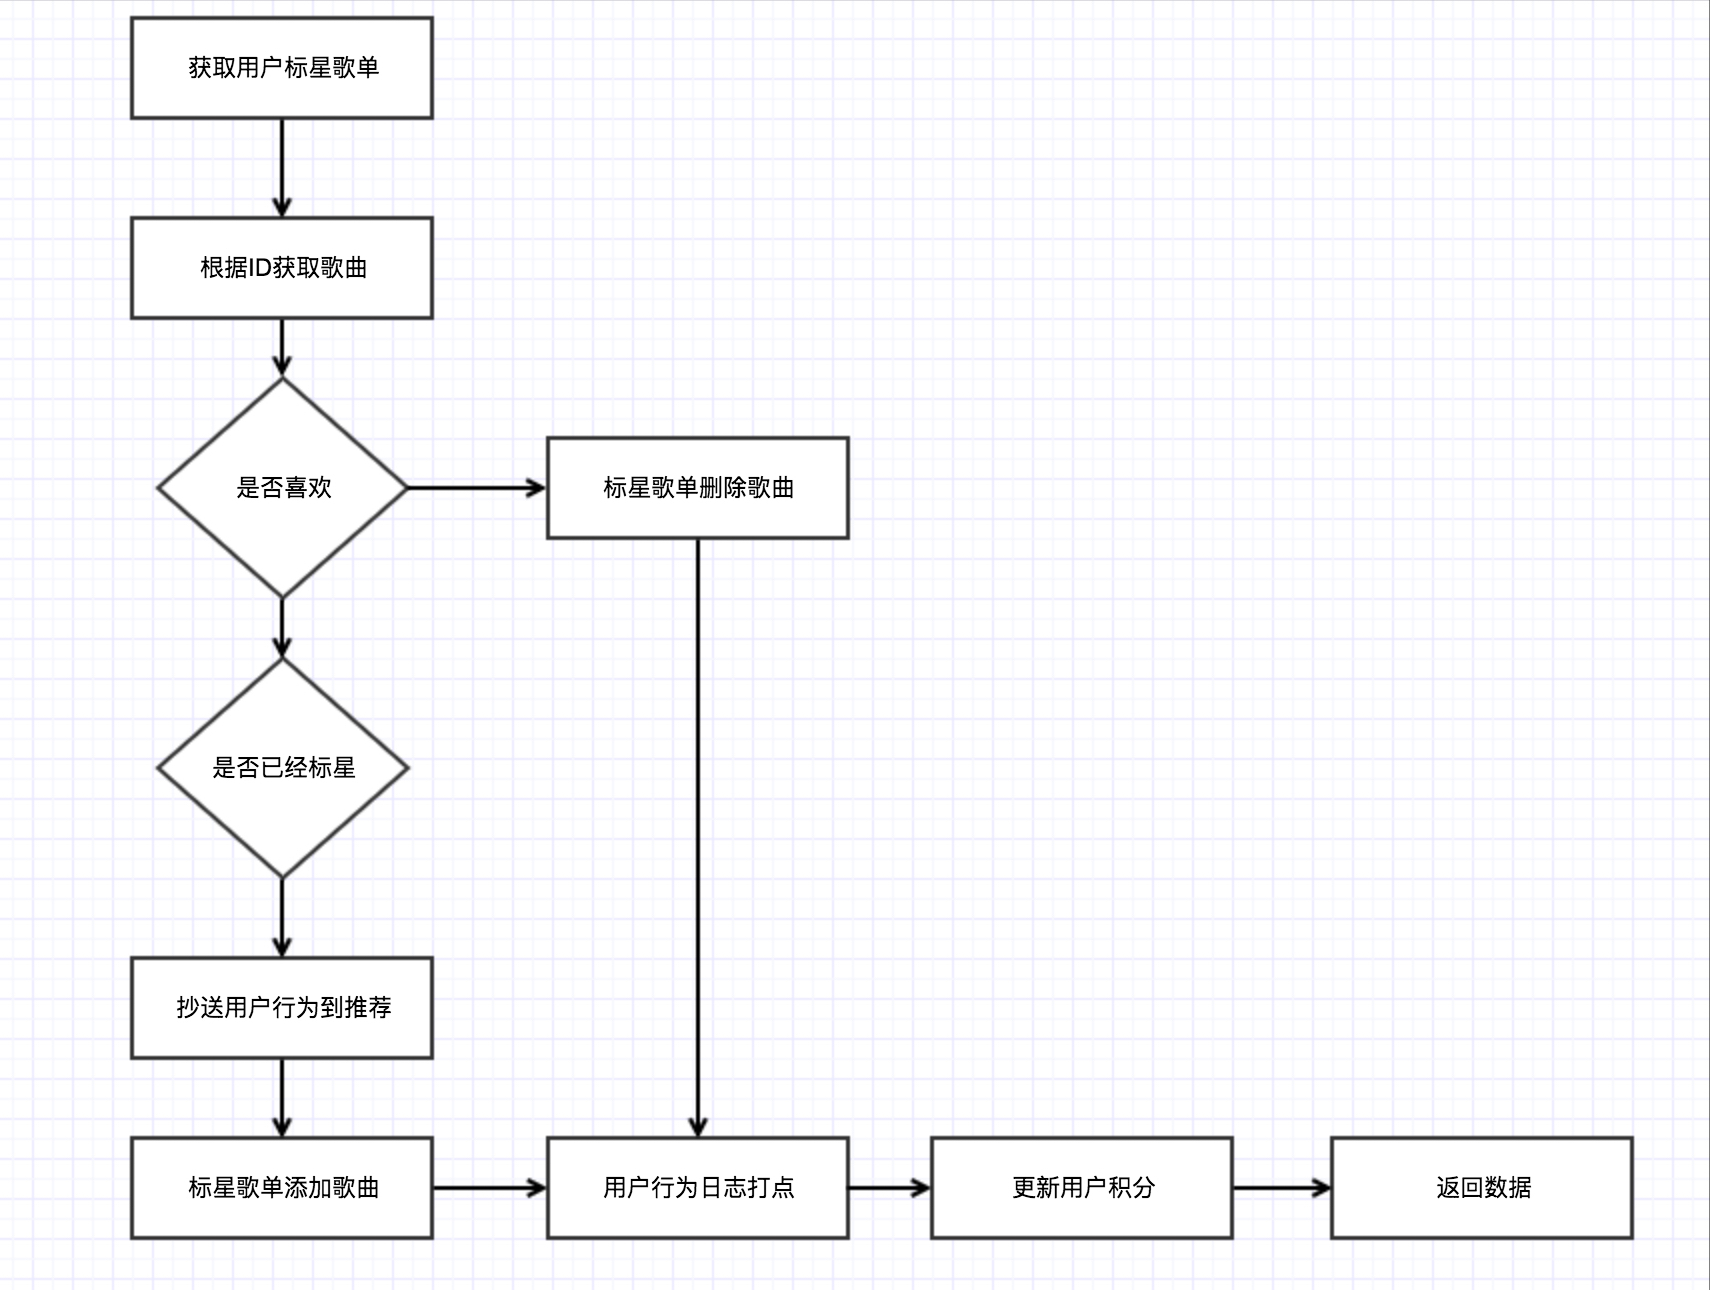 获取用户标星歌单
根据ID获取歌曲
是否喜欢
标星歌单删除歌曲
是否已经标星
抄送用户行为到推荐
标星歌单添加歌曲
用户行为日志打点
更新用户积分
返回数据